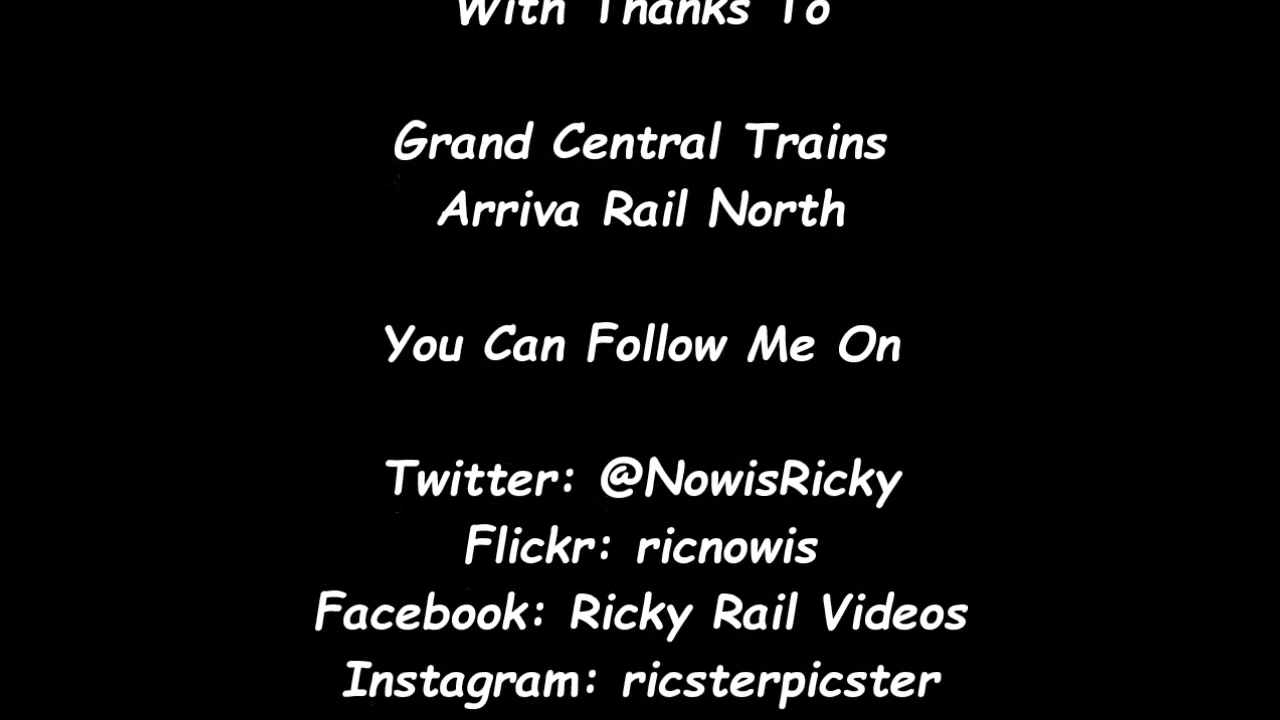 With Thanks To
Grand Central Trains
Arriva Rail North
You Can Follow Me On
Twitter: @NowisRicky
Flickr: ricnowis
Facebook: Ricky Rail Videos
Instagram: ricsterpicster